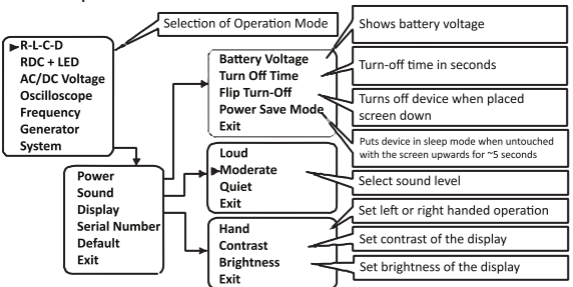 Selection of Operation Mode
R-L-C-D
RDC + LED
AC/DC Voltage
Oscilloscope
Frequency
Generator
System
Power
Sound
Display
Serial Number
Default
Exit
Battery Voltage
Turn Off Time
Flip Turn-Off
Power Save Mode
Exit
Loud
Moderate
Quiet
Exit
Hand
Contrast
Brightness
Exit
Shows battery voltage
Turn-off time in seconds
Turns off device when placed
screen down
Puts device in sleep mode when untouched
with the screen upwards for ~5 seconds
Select sound level
Set left or right handed operation
Set contrast of the display
Set brightness of the display